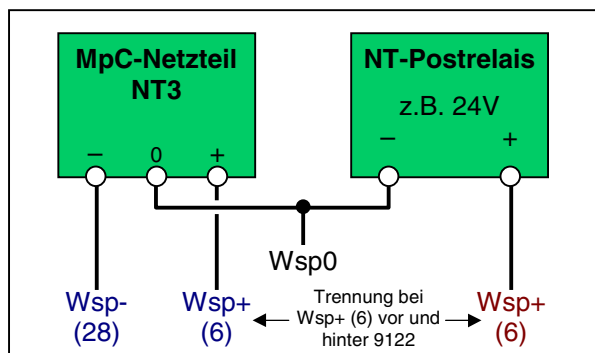 MpC-Netzteil
NT3
– 0 +
NT-Postrelais
z.B. 24V
– +
Wsp0
Wsp-
(28)
Wsp+
(6)
Trennung bei
Wsp+ (6) vor und
hinter 9122
Wsp+
(6)